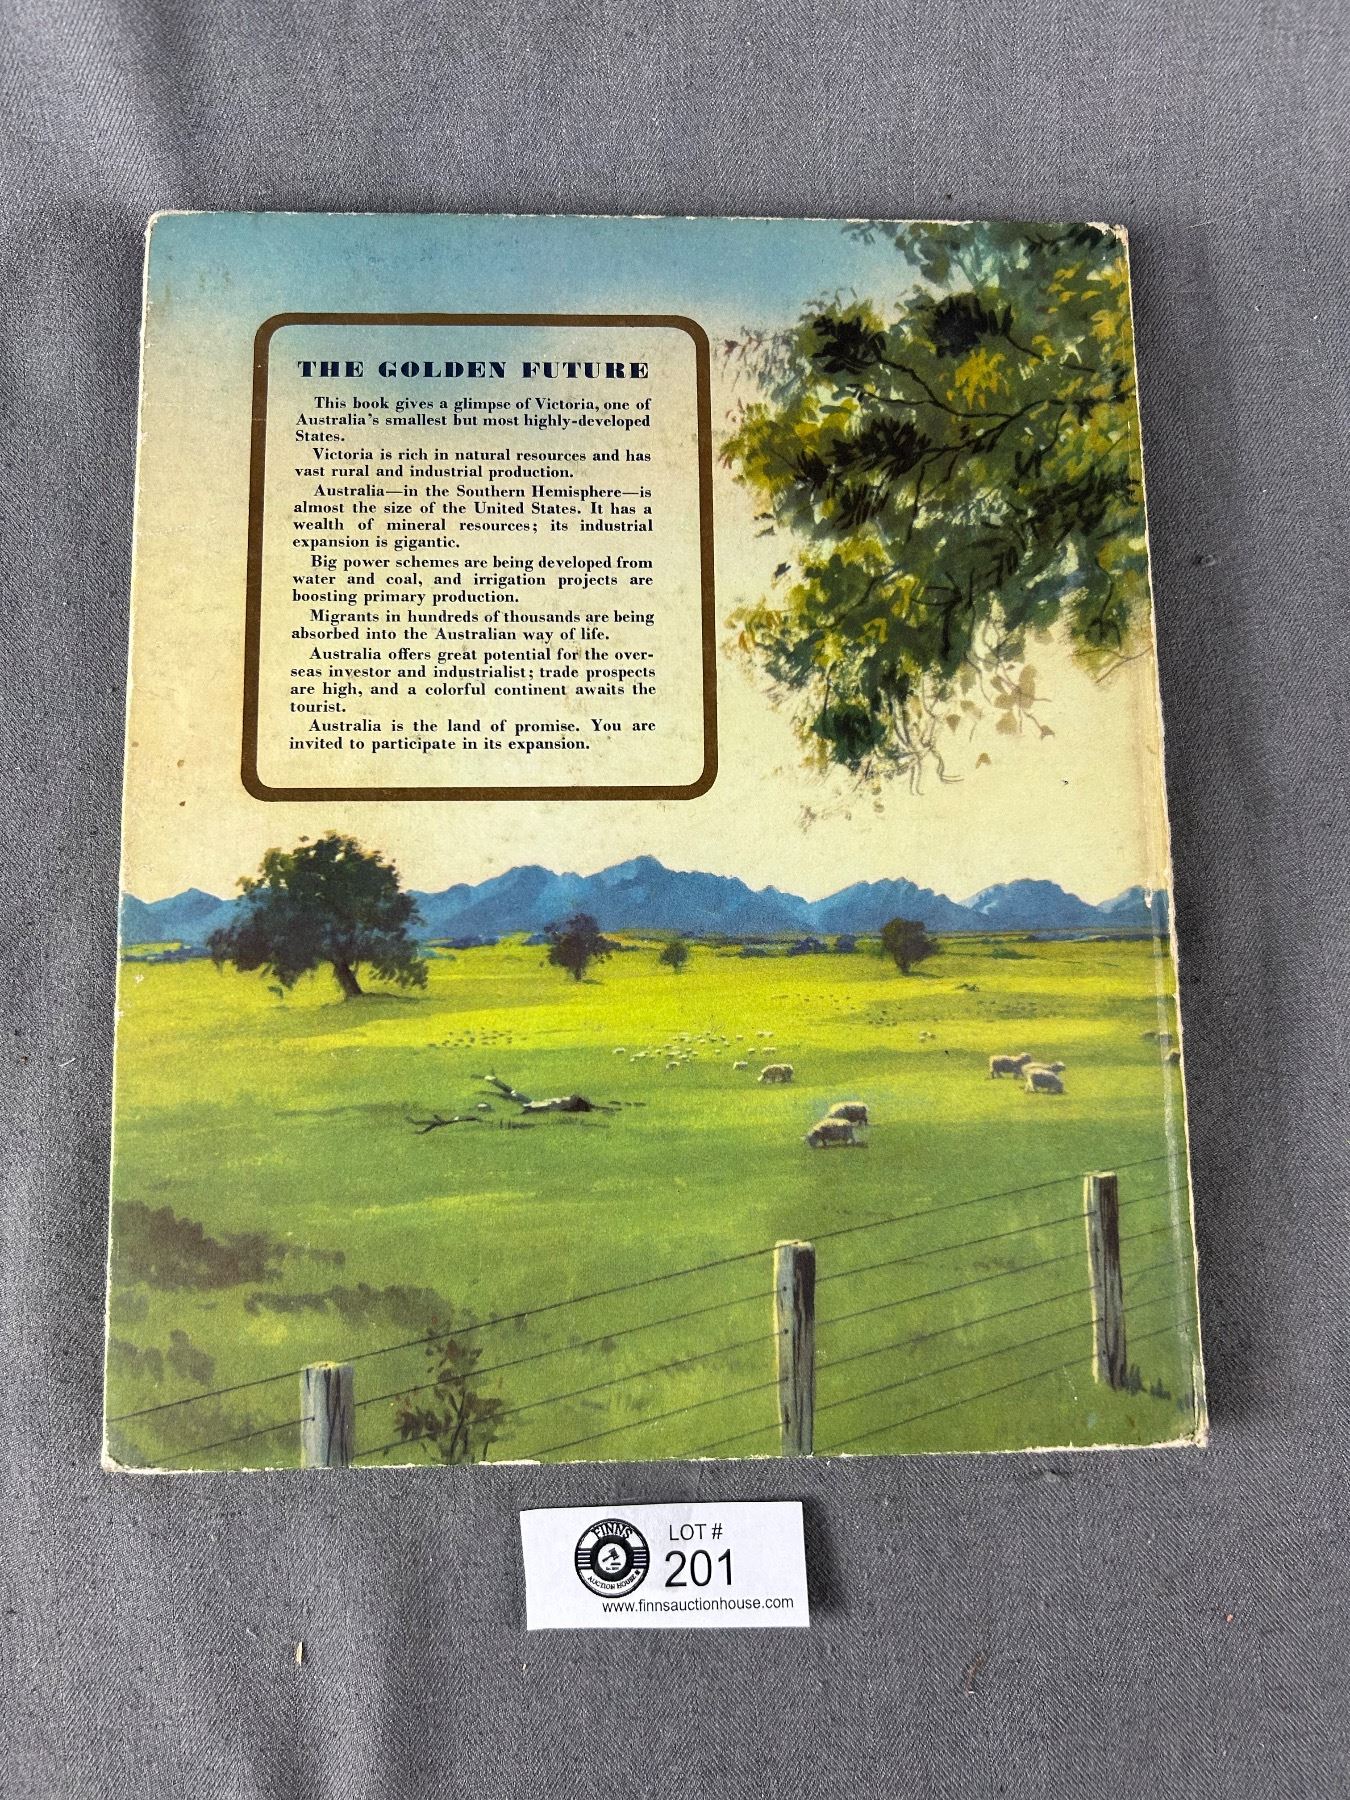 THE GOLDEN FUTURE
This book gives a glimpse of Victoria, one of
Australia's smallest but most highly-developed
States.
Victoria is rich in natural resources and has
vast rural and industrial production.
Australia—in the Southern Hemisphere—is
almost the size of the United States. It has a
wealth of mineral resources; its industrial
expansion is gigantic.
Big power schemes are being developed from
water and coal, and irrigation projects are
boosting primary production.
Migrants in hundreds of thousands are being
absorbed into the Australian way of life.
Australia offers great potential for the over-
seas investor and industrialist; trade prospects
are high, and a colorful continent awaits the
tourist.
Australia is the land of promise. You are
invited to participate in its expansion.
FINNS
AUCTION HOUSE
LOT #
201
www.finnsauctionhouse.com